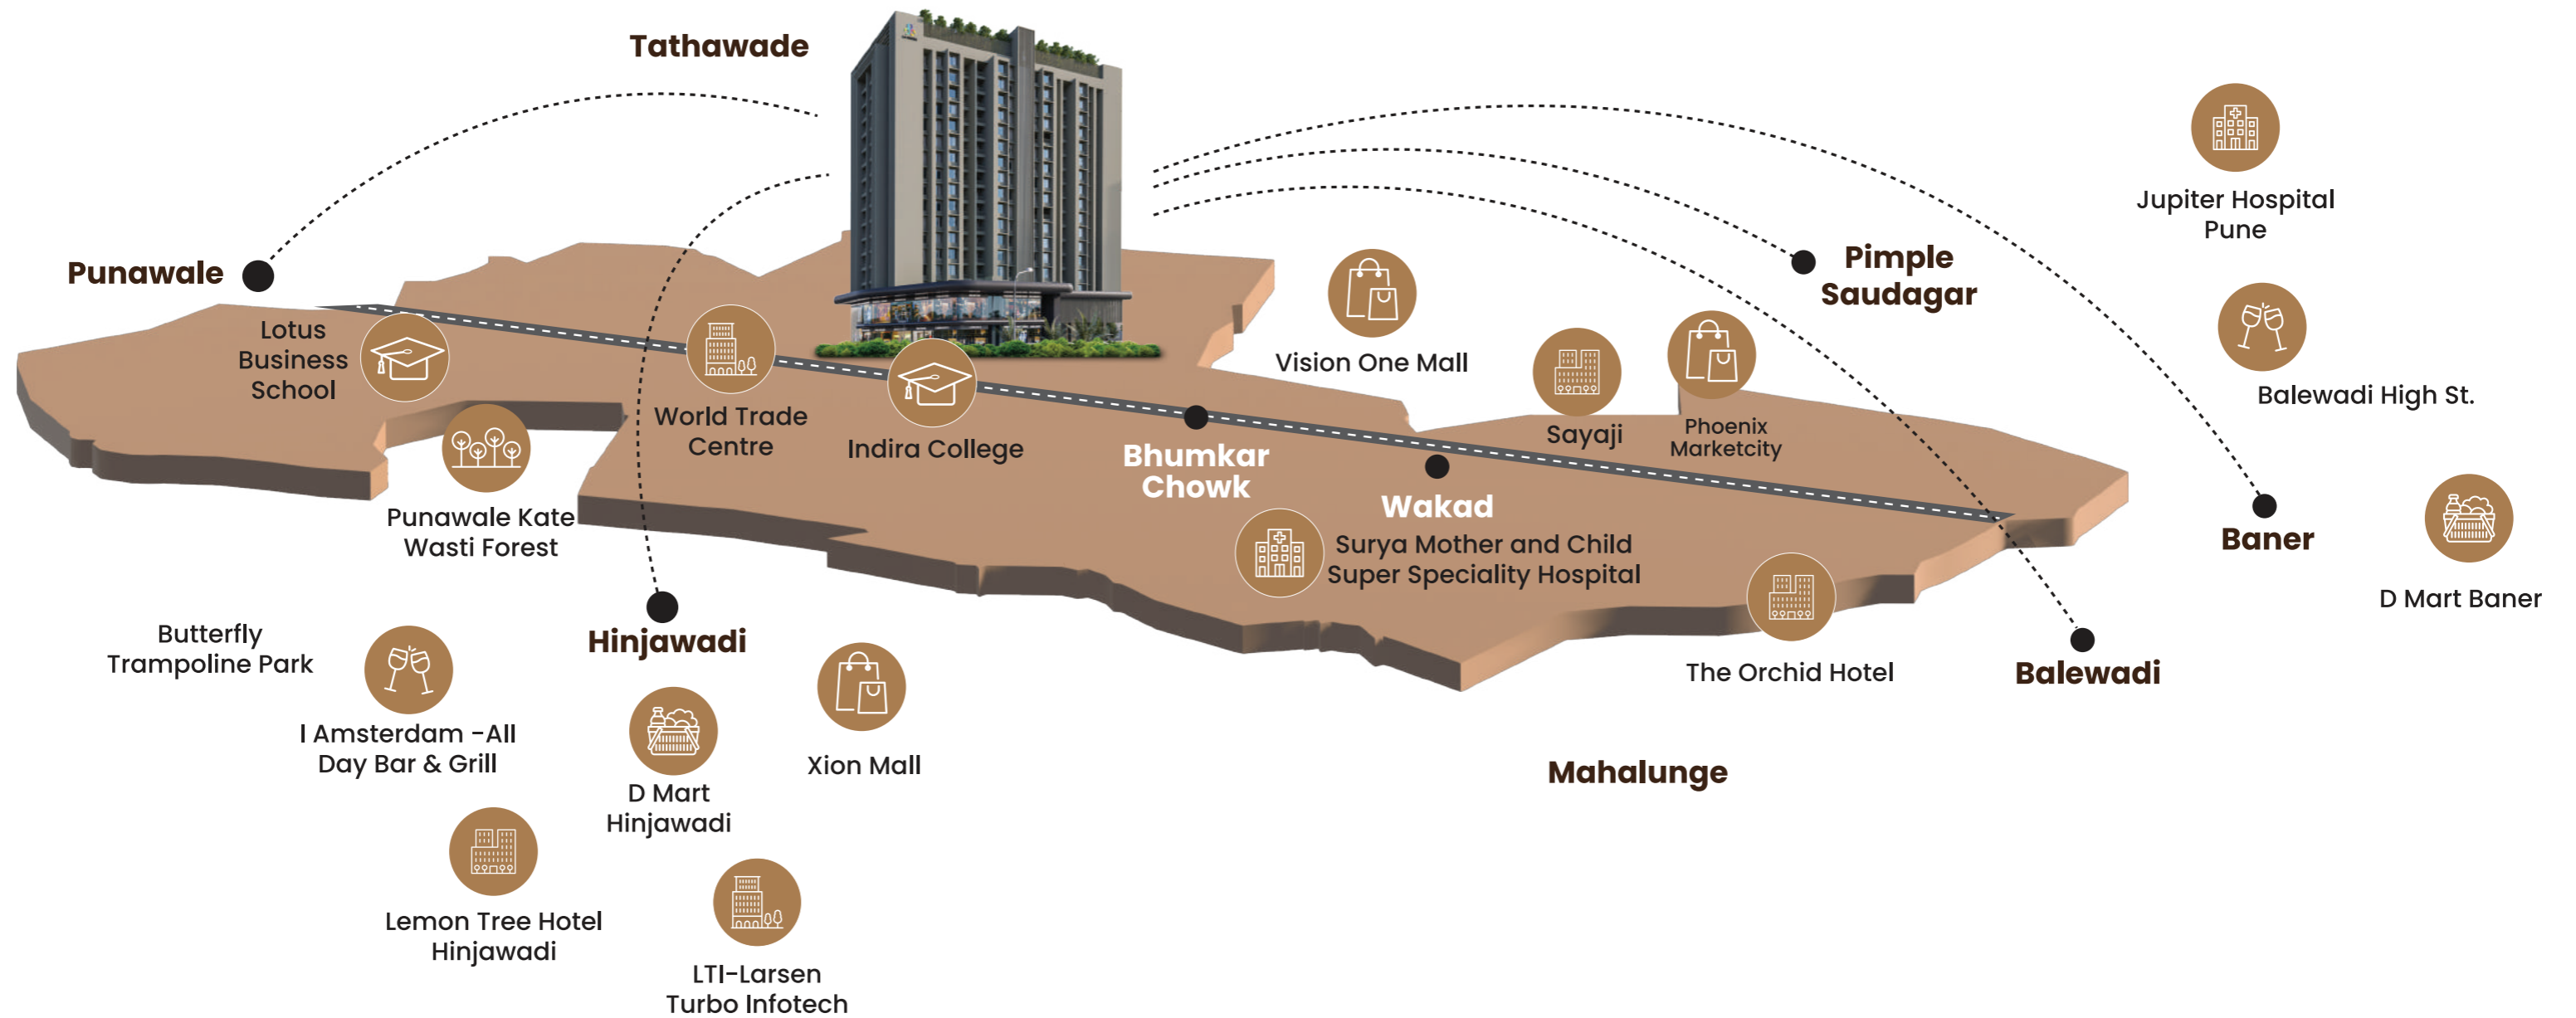 Tathawade
Jupiter Hospital
Pune
Punawale
Pimple
Saudagar
Lotus
Business
School
Vision One Mall
Balewadi High St.
World Trade
Centre
Indira College
Bhumkar
Chowk
Sayaji
Phoenix
Marketcity
Wakad
Punawale Kate
Wasti Forest
Surya Mother and Child
Super Speciality Hospital
Baner
D Mart Baner
Butterfly
Trampoline Park
Hinjawadi
The Orchid Hotel
Balewadi
I Amsterdam -All
Day Bar & Grill
Xion Mall
D Mart
Hinjawadi
Mahalunge
Lemon Tree Hotel
Hinjawadi
LTI-Larsen
Turbo Infotech